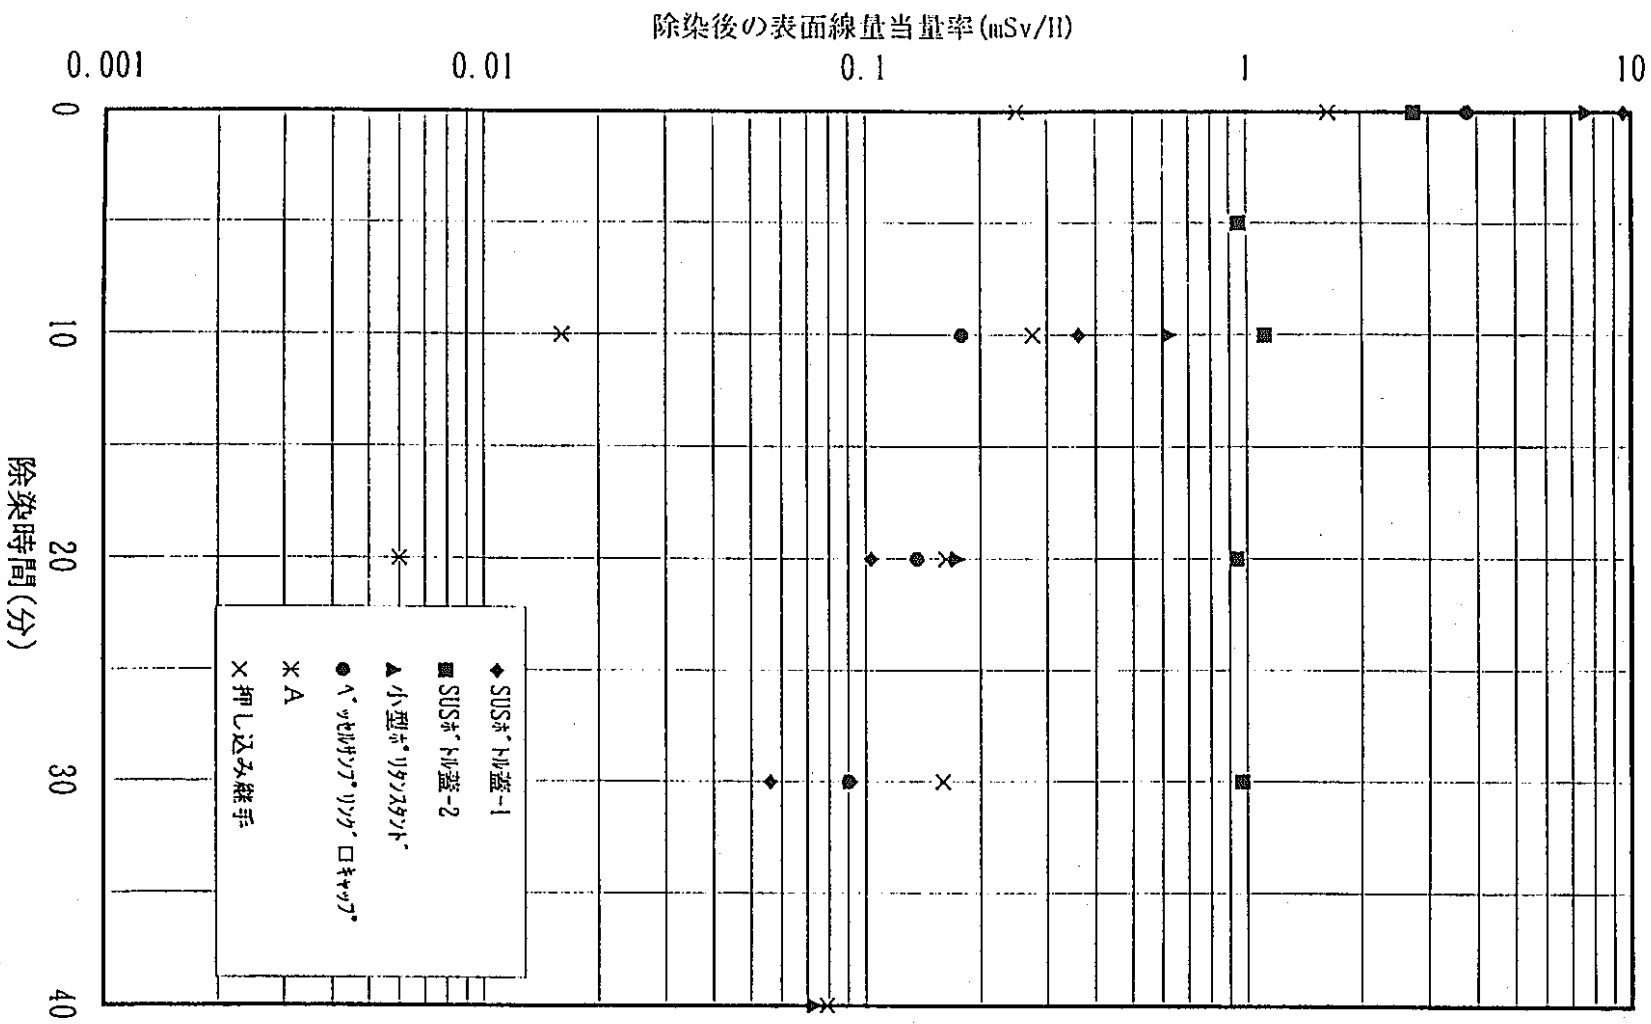 除染後の表面線量当量率(mSv/H)
0.001
0.01
0.1
1
10
0
10
20
30
40
除染時間(分)
◆ SUSボトル蓋-1
■ SUSボトル蓋-2
▲ 小型ポリタンスタンド
● ベッセルサンプリング口キャップ
* A
× 押し込み継手